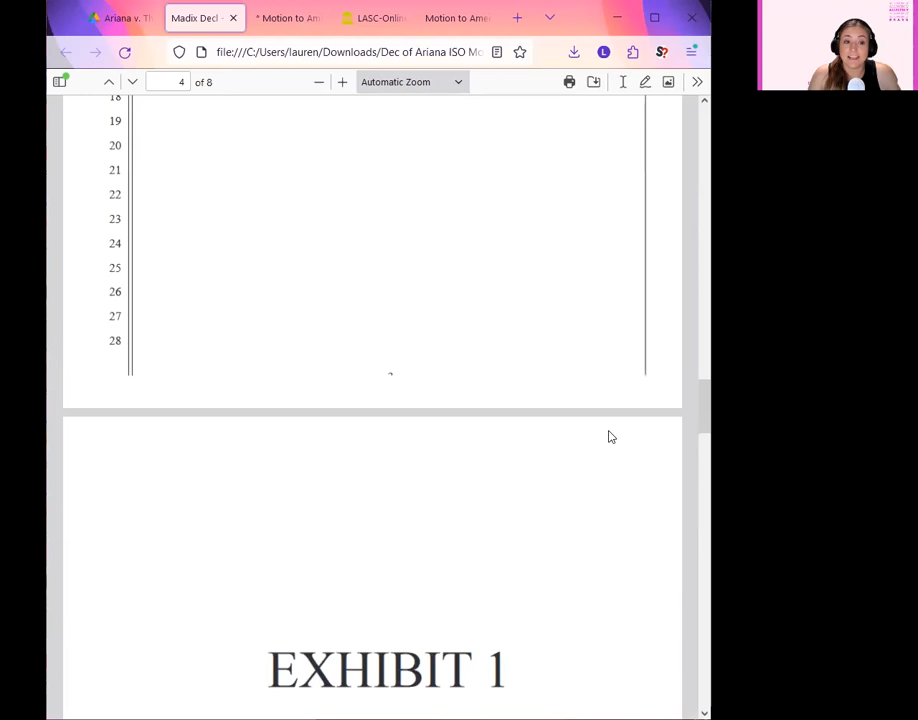 Ariana v. Th
Madix Decl -
* Motion to Am
LASC-Onlin
Motion to Ame
file:///C:/Users/lauren/Downloads/Dec of Ariana ISO Mo
L
S?
4 of 8
Automatic Zoom
18
19
20
21
22
23
24
25
26
27
28
EXHIBIT 1